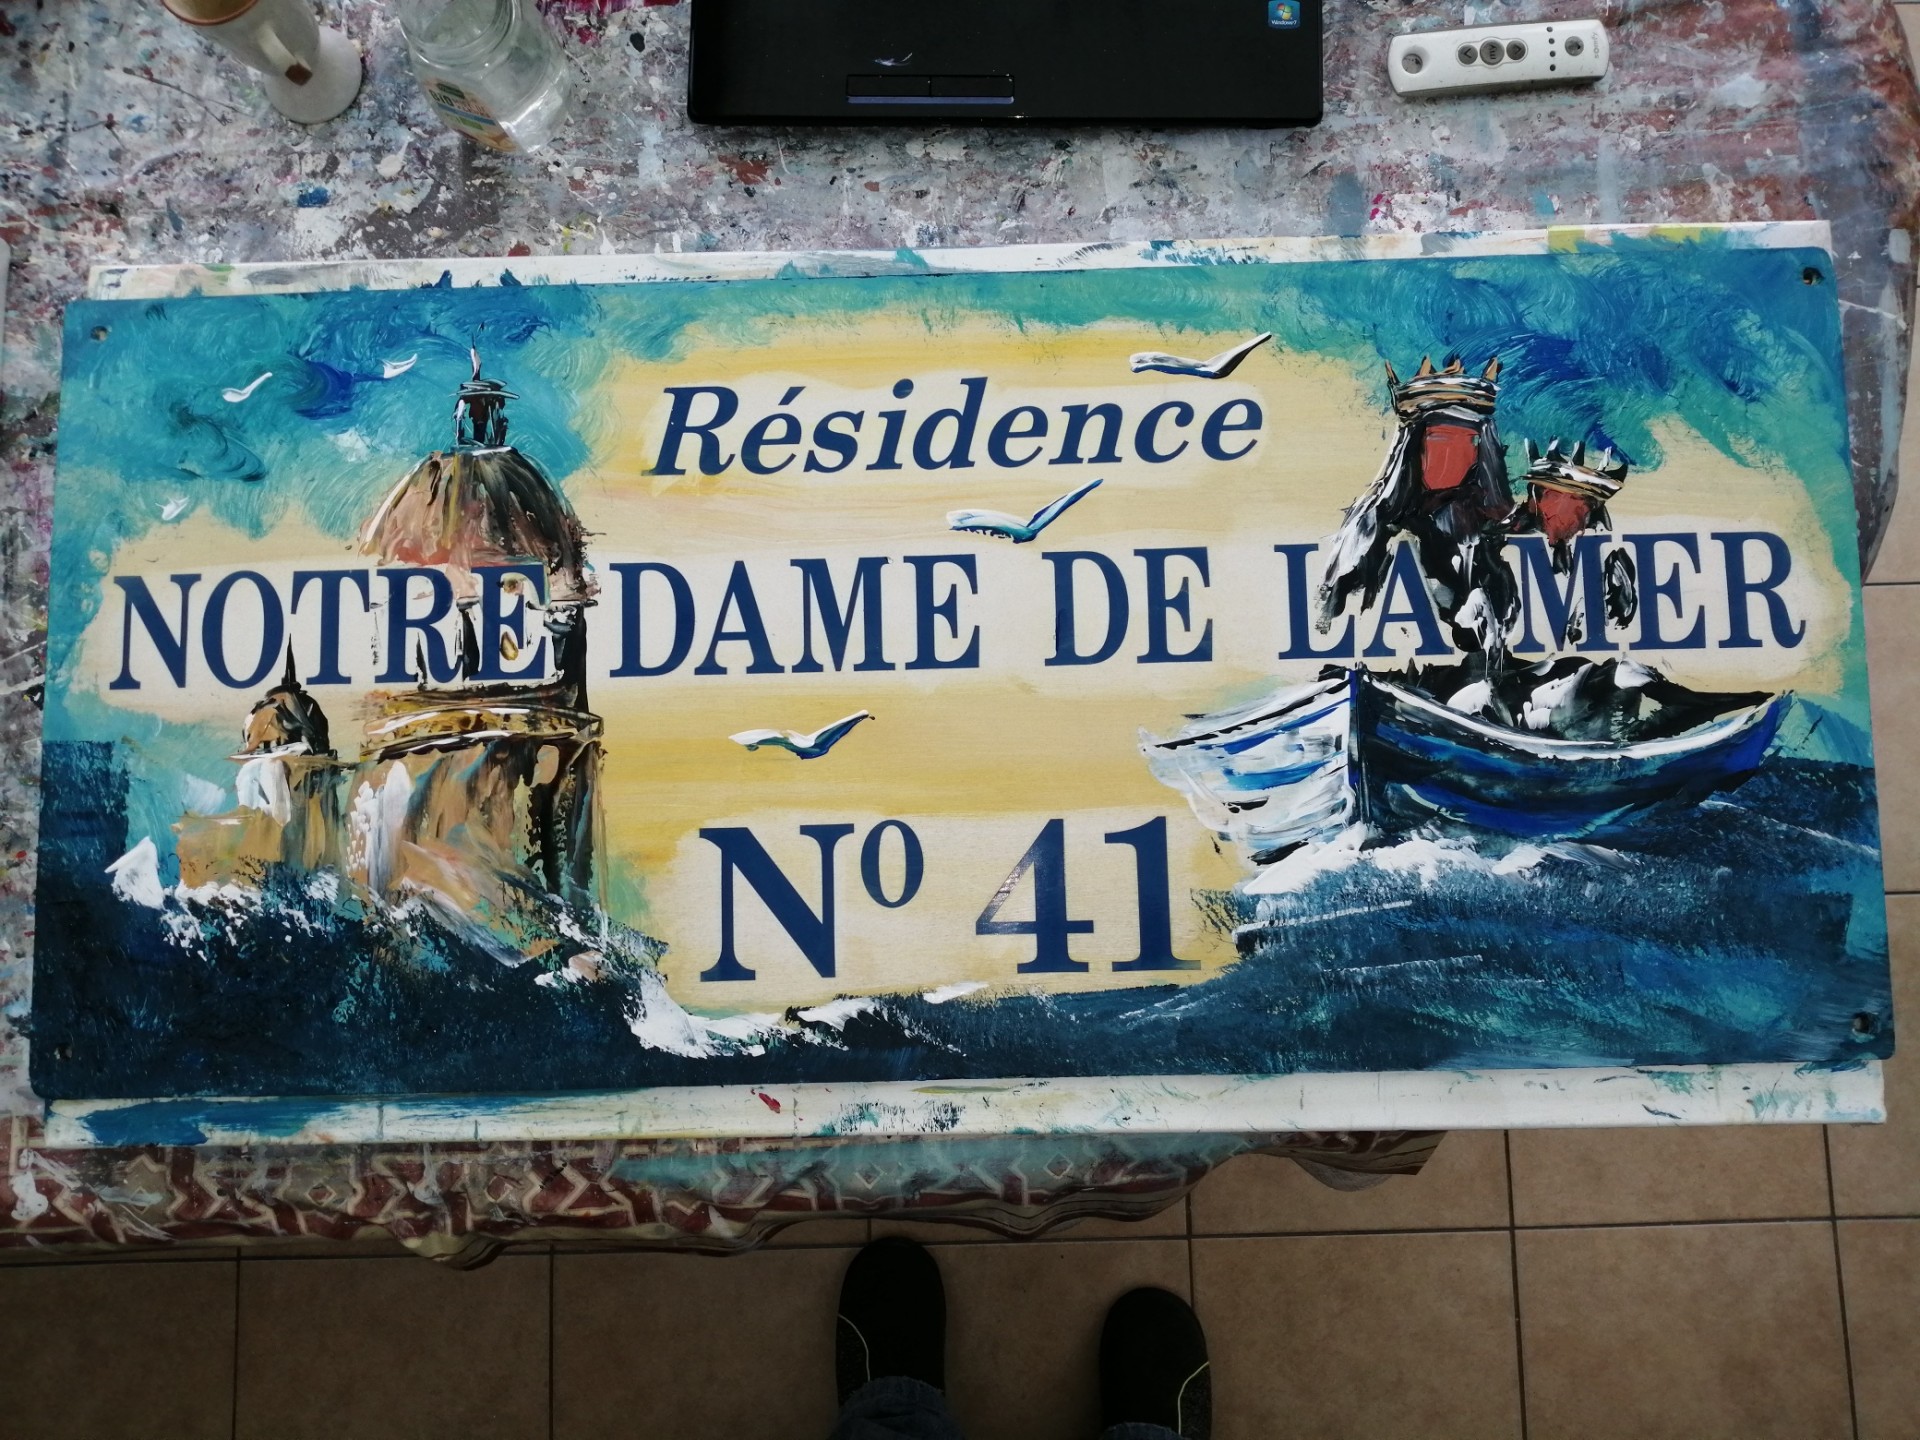 Résidence
NOTRE DAME DE LA MER
Nº 41